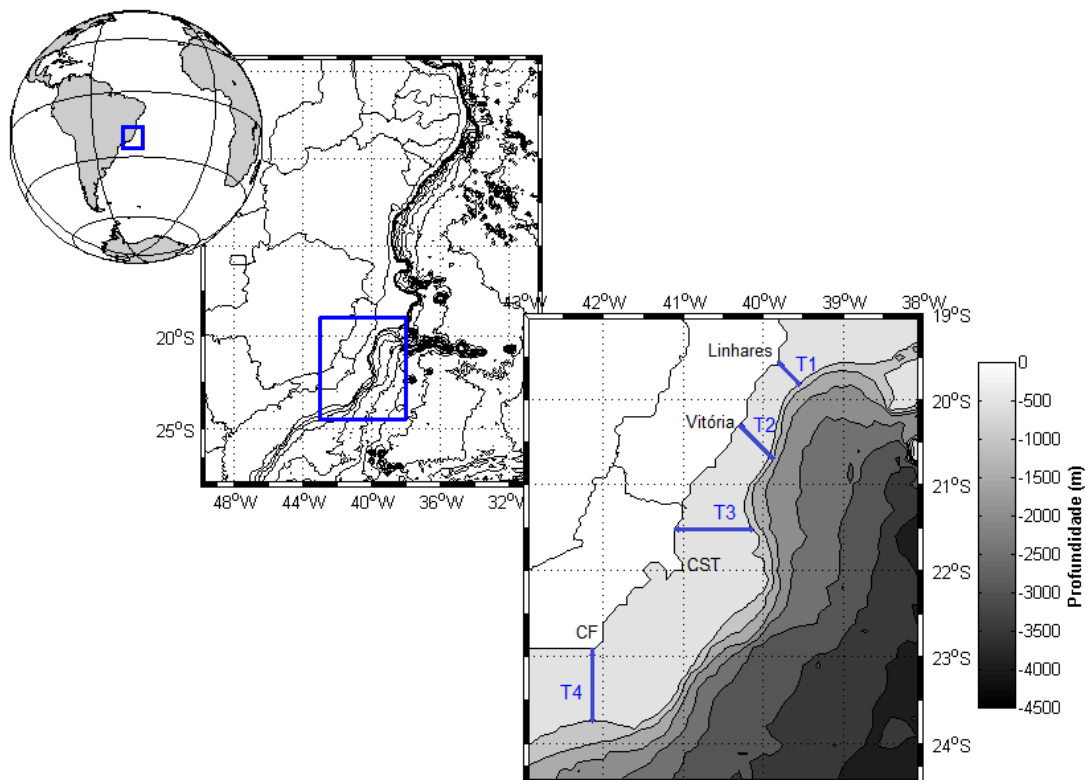 20°S
25°S
48°W 44°W 40°W 36°W 32°W
43°W 42°W 41°W 40°W 39°W 38°W
19°S
20°S
21°S
22°S
23°S
24°S
Linhares
T1
Vitória
T2
T3
CST
CF
T4
0
-500
-1000
-1500
-2000
-2500
-3000
-3500
-4000
-4500
Profundidade (m)